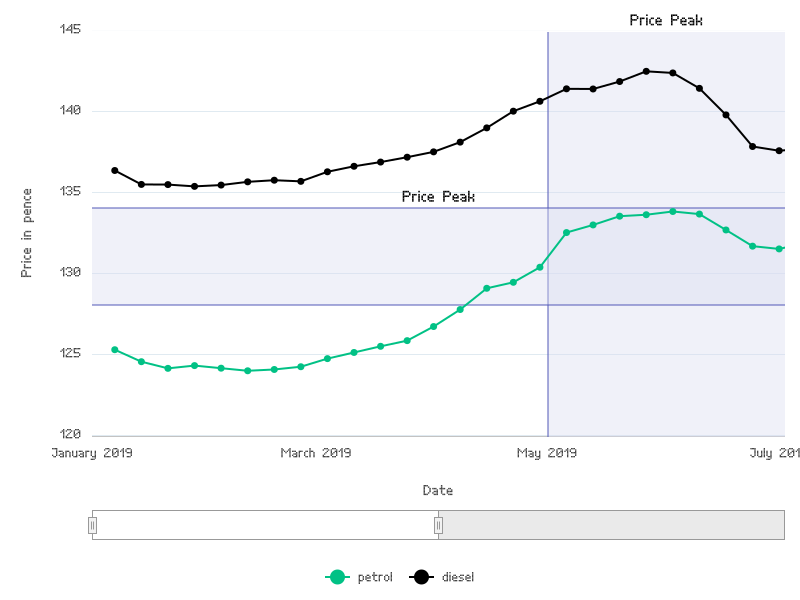 Price Peak
145
140
135
Price Peak
130
125
120
Price in pence
January 2019
March 2019
May 2019
July 201
Date
petrol
diesel